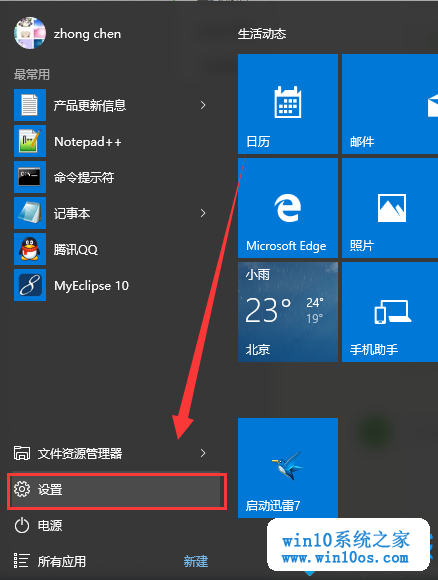 zhong chen
生活动态
最常用
产品更新信息
Notepad++
命令提示符
记事本
腾讯QQ
MyEclipse 10
日历
邮件
Microsoft Edge
照片
小雨
23°
24°
19°
北京
手机助手
文件资源管理器
设置
电源
所有应用
新建
启动迅雷7
win10系统之家
www.win10os.com